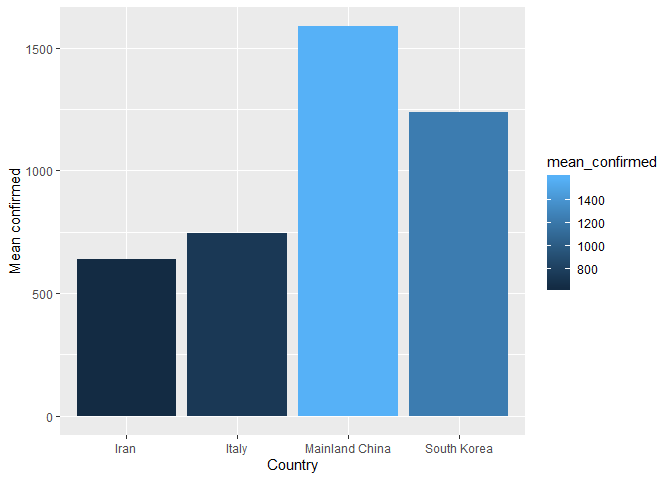 1500
1000
500
0
Mean confirmed
Iran
Italy
Mainland China
South Korea
Country
mean_confirmed
1400
1200
1000
800